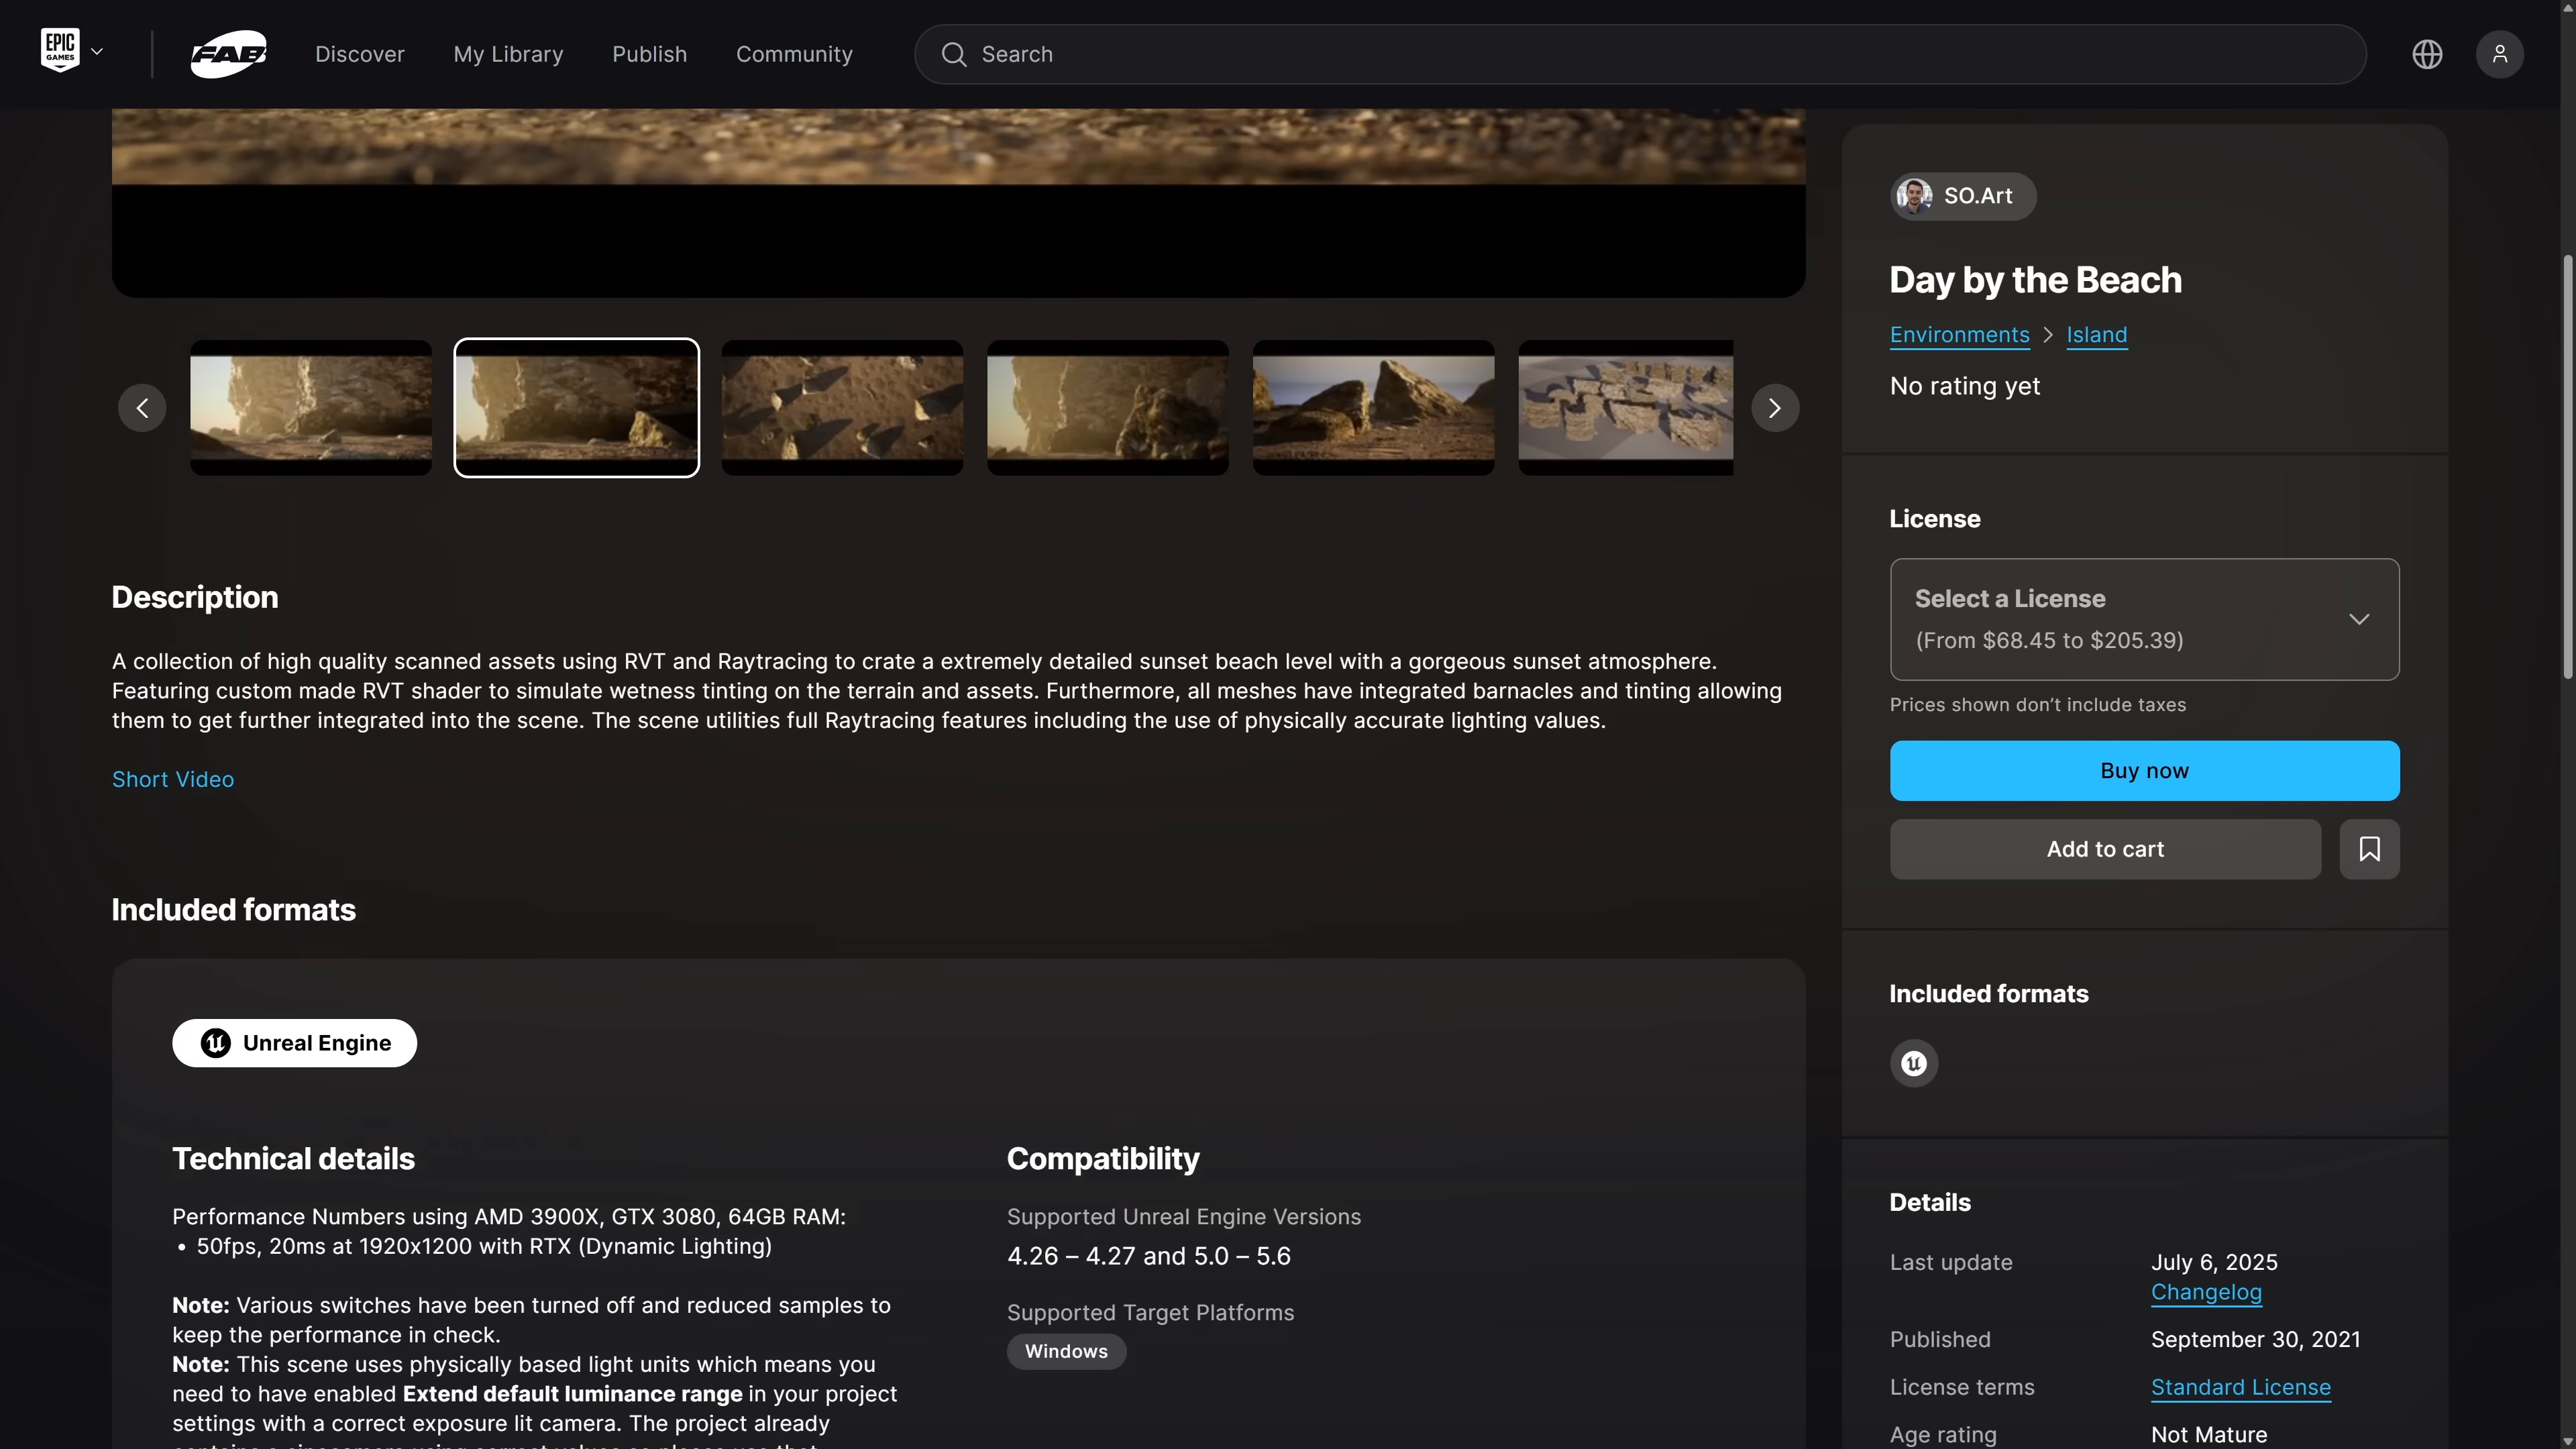 EPIC
GAMES
FAB
Discover
My Library
Publish
Community
Search
SO.Art
Day by the Beach
Environments > Island
No rating yet
License
Select a License
(From $68.45 to $205.39)
Prices shown don’t include taxes
Buy now
Add to cart
Included formats
Details
Last update
July 6, 2025
Changelog
Published
September 30, 2021
License terms
Standard License
Age rating
Not Mature
Description
A collection of high quality scanned assets using RVT and Raytracing to crate a extremely detailed sunset beach level with a gorgeous sunset atmosphere.
Featuring custom made RVT shader to simulate wetness tinting on the terrain and assets. Furthermore, all meshes have integrated barnacles and tinting allowing
them to get further integrated into the scene. The scene utilities full Raytracing features including the use of physically accurate lighting values.
Short Video
Included formats
Unreal Engine
Technical details
Performance Numbers using AMD 3900X, GTX 3080, 64GB RAM:
• 50fps, 20ms at 1920x1200 with RTX (Dynamic Lighting)
Note: Various switches have been turned off and reduced samples to
keep the performance in check.
Note: This scene uses physically based light units which means you
need to have enabled Extend default luminance range in your project
settings with a correct exposure lit camera. The project already
Compatibility
Supported Unreal Engine Versions
4.26 – 4.27 and 5.0 – 5.6
Supported Target Platforms
Windows